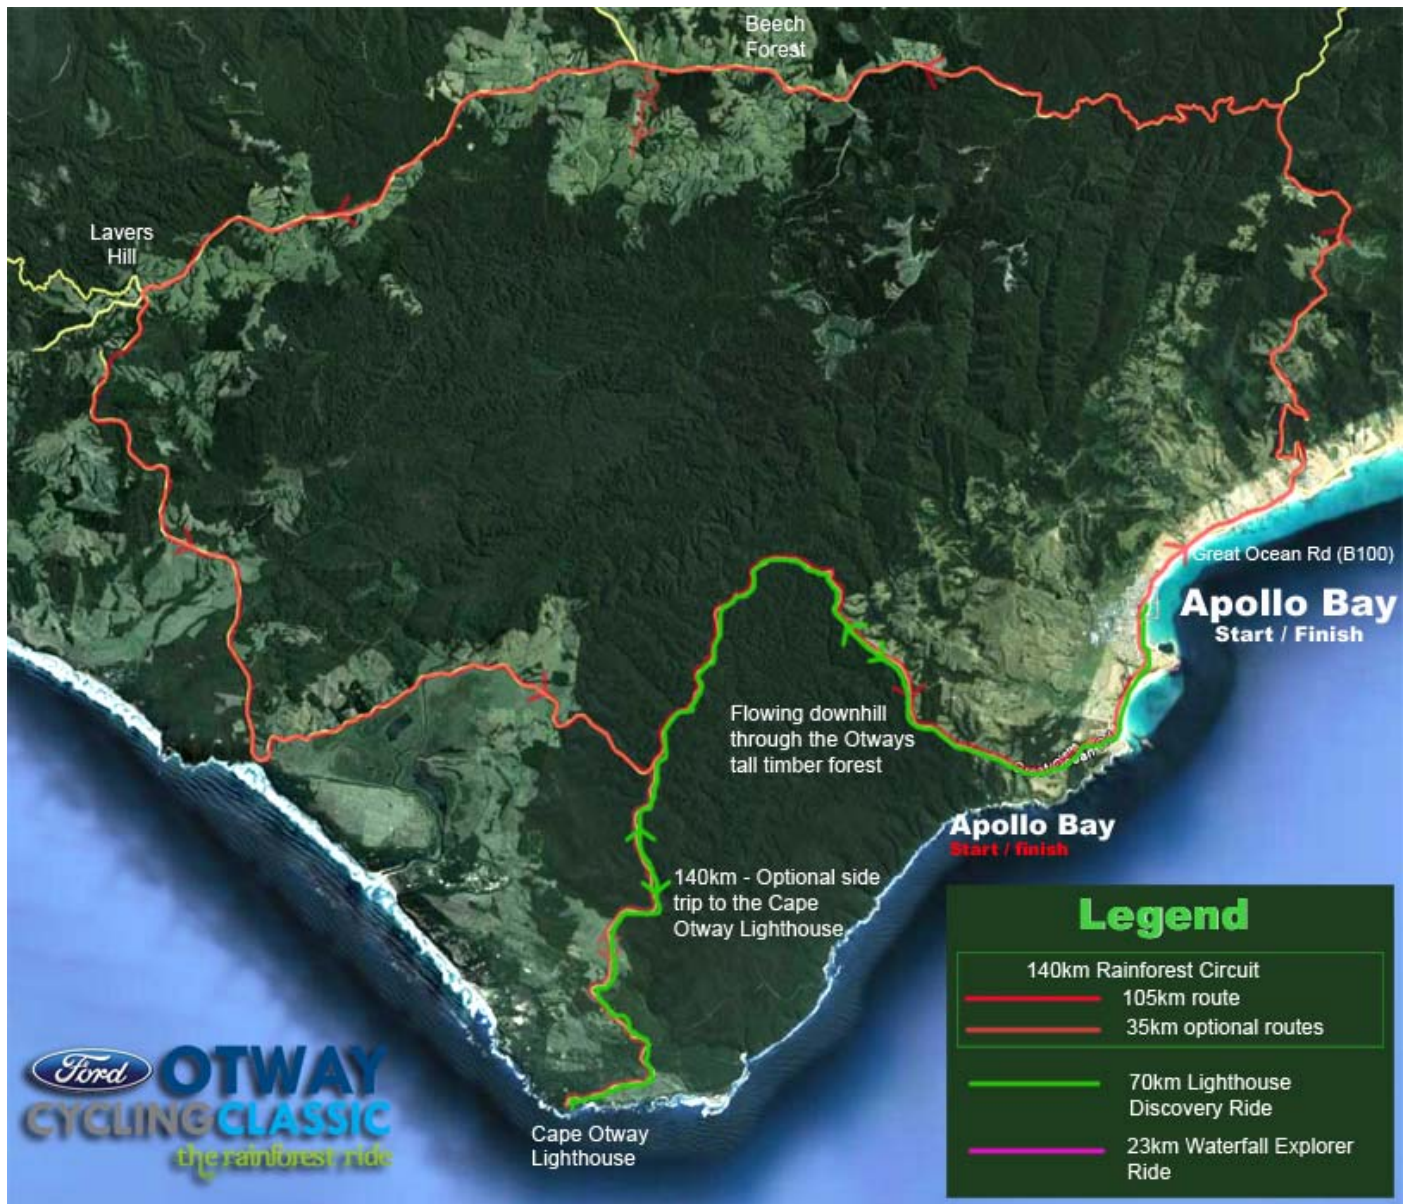 Beech
Forest
Lavers
Hill
Great Ocean Rd (B100)
Apollo Bay
Start / Finish
Flowing downhill
through the Otways
tall timber forest
Apollo Bay
Start / finish
140km - Optional side
trip to the Cape
Otway Lighthouse
Legend
140km Rainforest Circuit
105km route
35km optional routes
70km Lighthouse
Discovery Ride
23km Waterfall Explorer
Ride
Ford OTWAY
CYCLINGCLASSIC
the rainforest ride
Cape Otway
Lighthouse